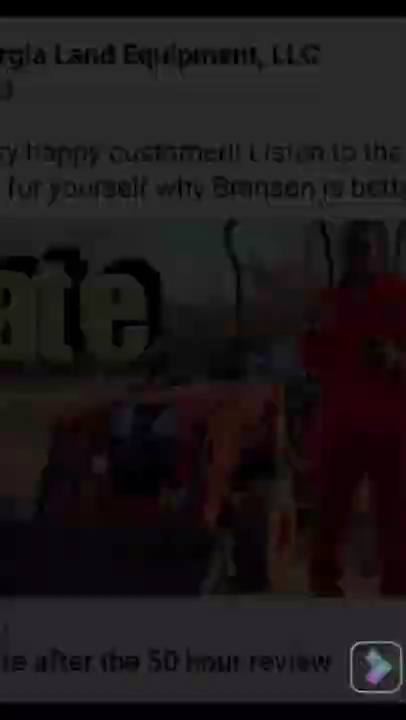 rgia Land Equipment, LLC
ry happy customer!! Listen to the
for yourself why Branson is bett
ate
ie after the 50 hour review